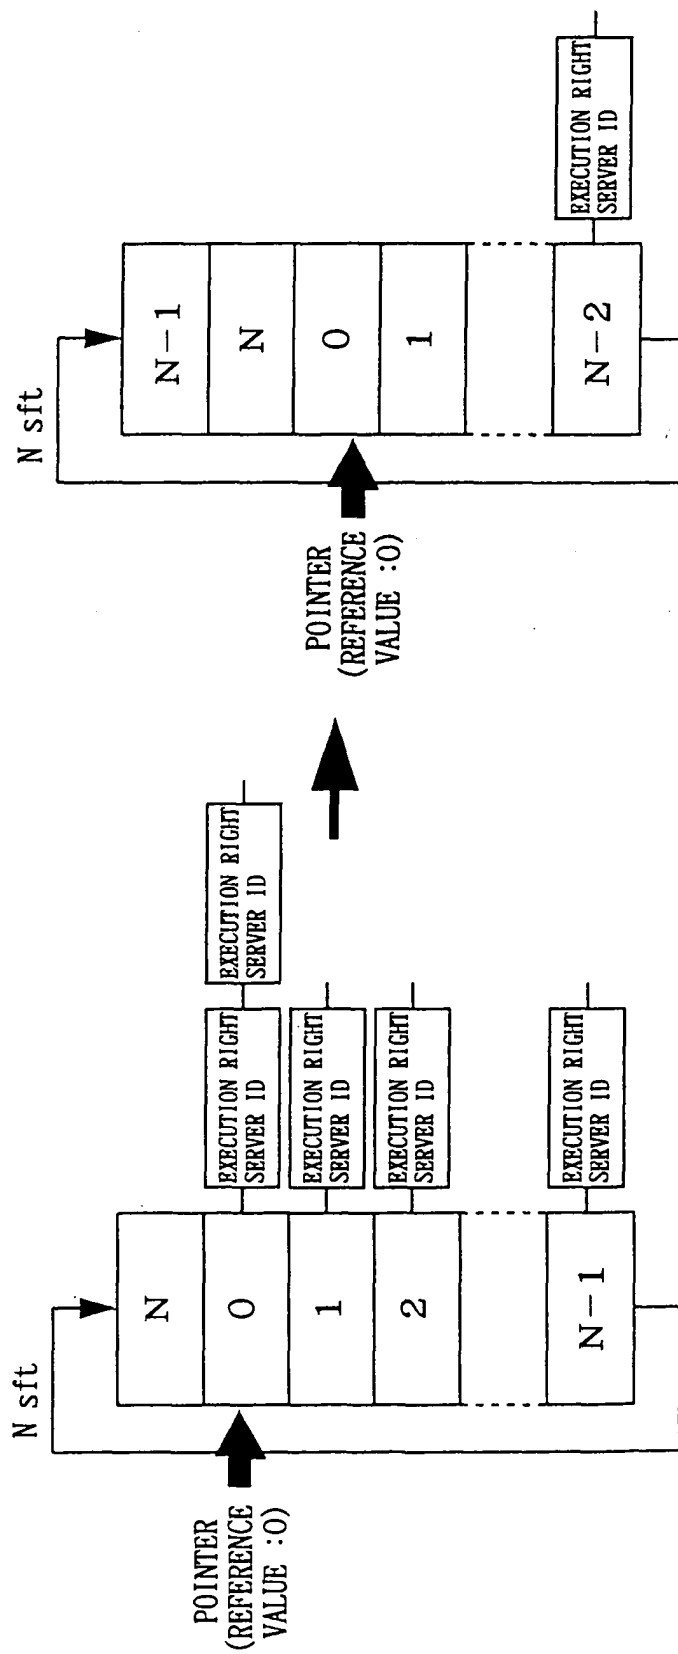 N sft
POINTER
(REFERENCE
VALUE :0)
N
0
1
2
N-1
EXECUTION RIGHT
SERVER ID
EXECUTION RIGHT
SERVER ID
EXECUTION RIGHT
SERVER ID
EXECUTION RIGHT
SERVER ID
EXECUTION RIGHT
SERVER ID
N sft
POINTER
(REFERENCE
VALUE :0)
N-1
N
0
1
N-2
EXECUTION RIGHT
SERVER ID